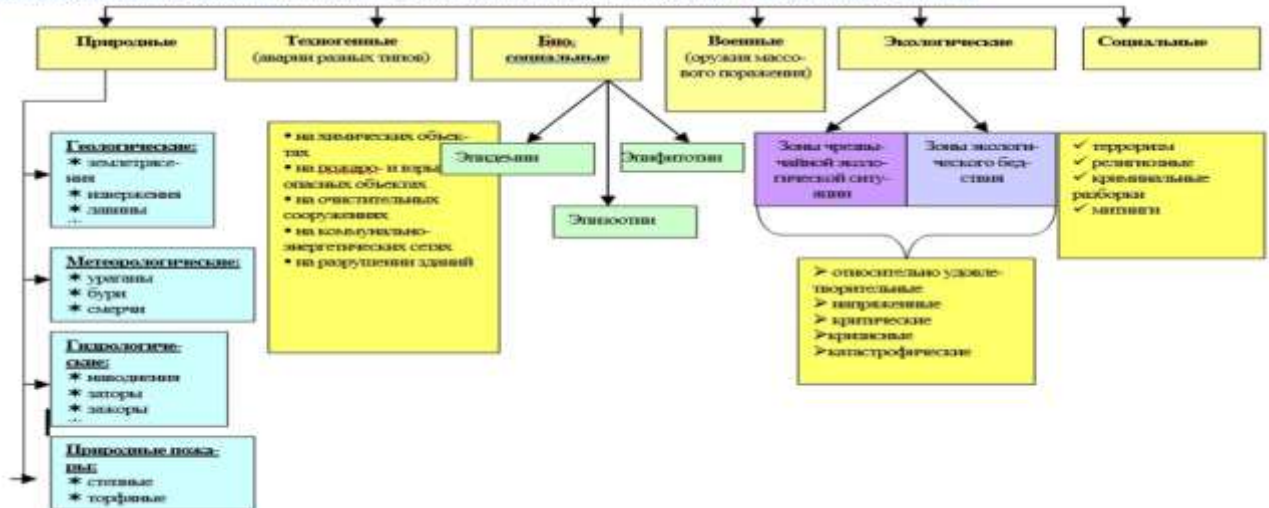 Природные
Техногенные
(аварии разных типов)
Био.
социальные
Военные
(оружия массо-
вого поражения)
Экологические
Социальные
Геологические:
* землетрясе-
ния
* извержения
* лавины
Метеорологические:
* ураганы
* бури
* смерчи
Гидрологиче-
ские:
* наводнения
* заторы
* зажоры
Природные пожа-
ры:
* степные
* торфяные
• на химических объек-
тах
• на пожаро- и взры
опасных объектах
• на очистительных
сооружениях
• на коммунально-
энергетических сетях
• на разрушении зданий
Эпидемии
Эпифитотии
Эпизоотии
Зоны чрезвы-
чайной эколо-
гической ситу-
ации
Зоны экологи-
ческого бед-
ствия
➢ относительно удовле-
творительные
➢ напряженные
➢ критические
➢кризисные
➢катастрофические
✓ терроризм
✓ религиозные
✓ криминальные
разборки
✓ митинги